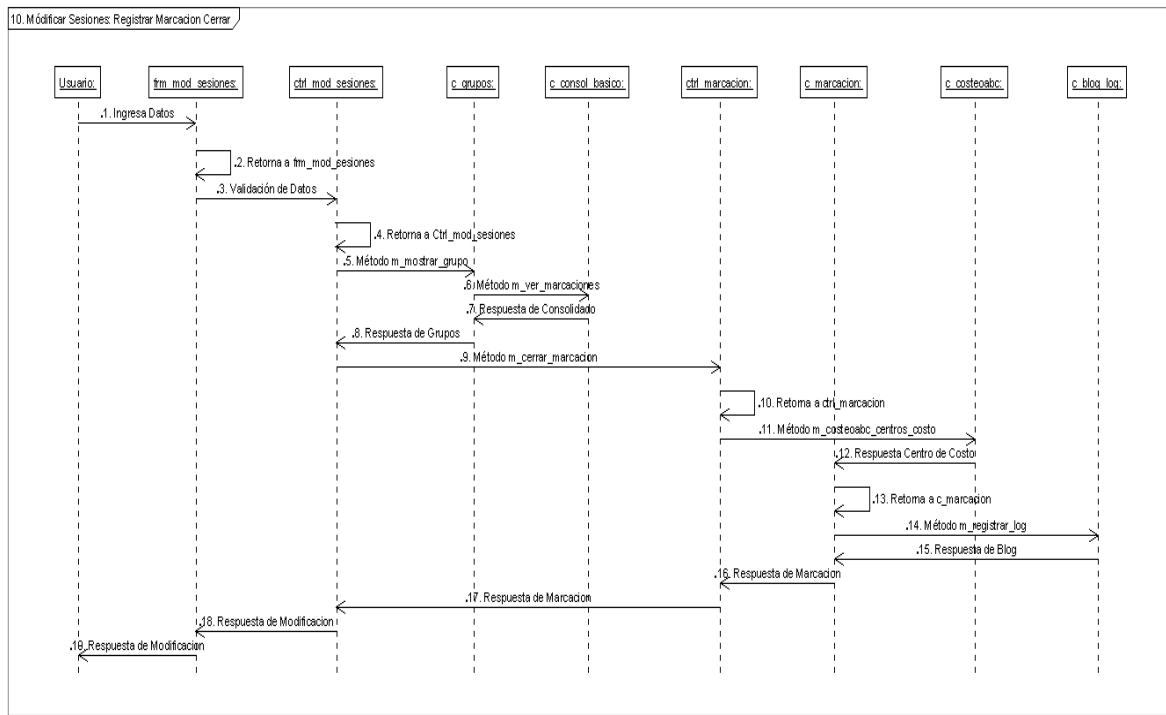 10. Módificar Sesiones: Registrar Marcacion Cerrar
Usuario:
frm_mod_sesiones:
ctrl_mod_sesiones:
c_grupos:
c_consol_basico:
ctrl_marcacion:
c_marcacion:
c_costeoabc:
c_blog_log:
.1. Ingresa Datos
.2. Retorna a frm_mod_sesiones
.3. Validación de Datos
.4. Retorna a Ctrl_mod_sesiones
.5. Método m_mostrar_grupo
.6. Método m_ver_marcaciones
.7. Respuesta de Consolidado
.8. Respuesta de Grupos
.9. Método m_cerrar_marcacion
.10. Retorna a ctrl_marcacion
.11. Método m_costeoabc_centros_costo
.12. Respuesta Centro de Costo
.13. Retorna a c_marcacion
.14. Método m_registrar_log
.15. Respuesta de Blog
.16. Respuesta de Marcacion
.17. Respuesta de Marcacion
.18. Respuesta de Modificacion
.19. Respuesta de Modificacion